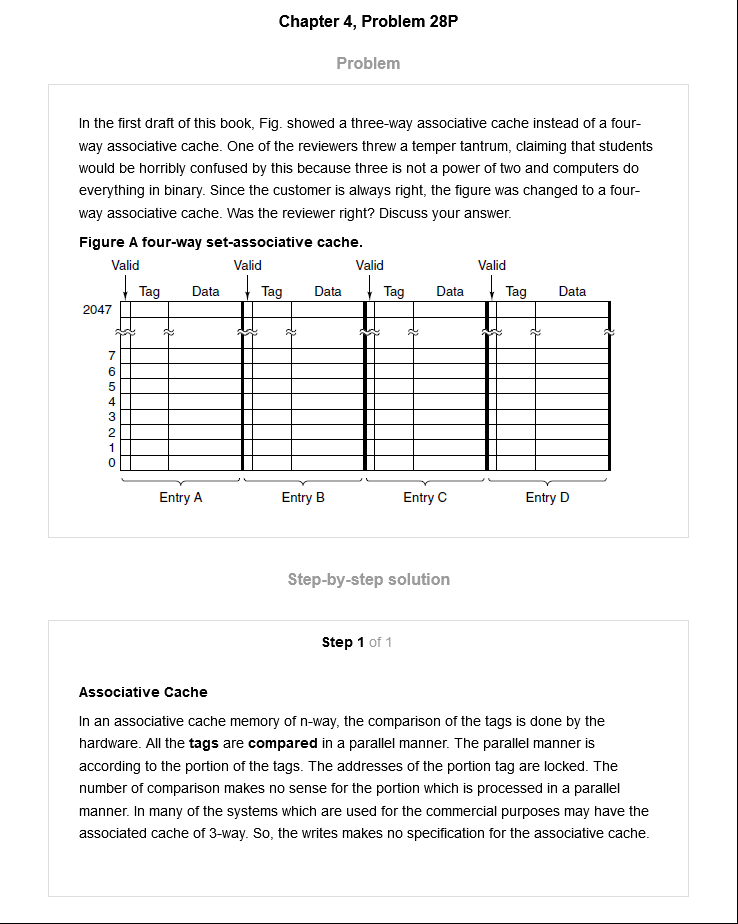 Chapter 4, Problem 28P
Problem
In the first draft of this book, Fig. showed a three-way associative cache instead of a four-
way associative cache. One of the reviewers threw a temper tantrum, claiming that students
would be horribly confused by this because three is not a power of two and computers do
everything in binary. Since the customer is always right, the figure was changed to a four-
way associative cache. Was the reviewer right? Discuss your answer.
Figure A four-way set-associative cache.
Valid Valid Valid Valid
Tag Data Tag Data Tag Data Tag Data
2047
7
6
5
4
3
2
1
0
Entry A Entry B Entry C Entry D
Step-by-step solution
Step 1 of 1
Associative Cache
In an associative cache memory of n-way, the comparison of the tags is done by the
hardware. All the tags are compared in a parallel manner. The parallel manner is
according to the portion of the tags. The addresses of the portion tag are locked. The
number of comparison makes no sense for the portion which is processed in a parallel
manner. In many of the systems which are used for the commercial purposes may have the
associated cache of 3-way. So, the writes makes no specification for the associative cache.